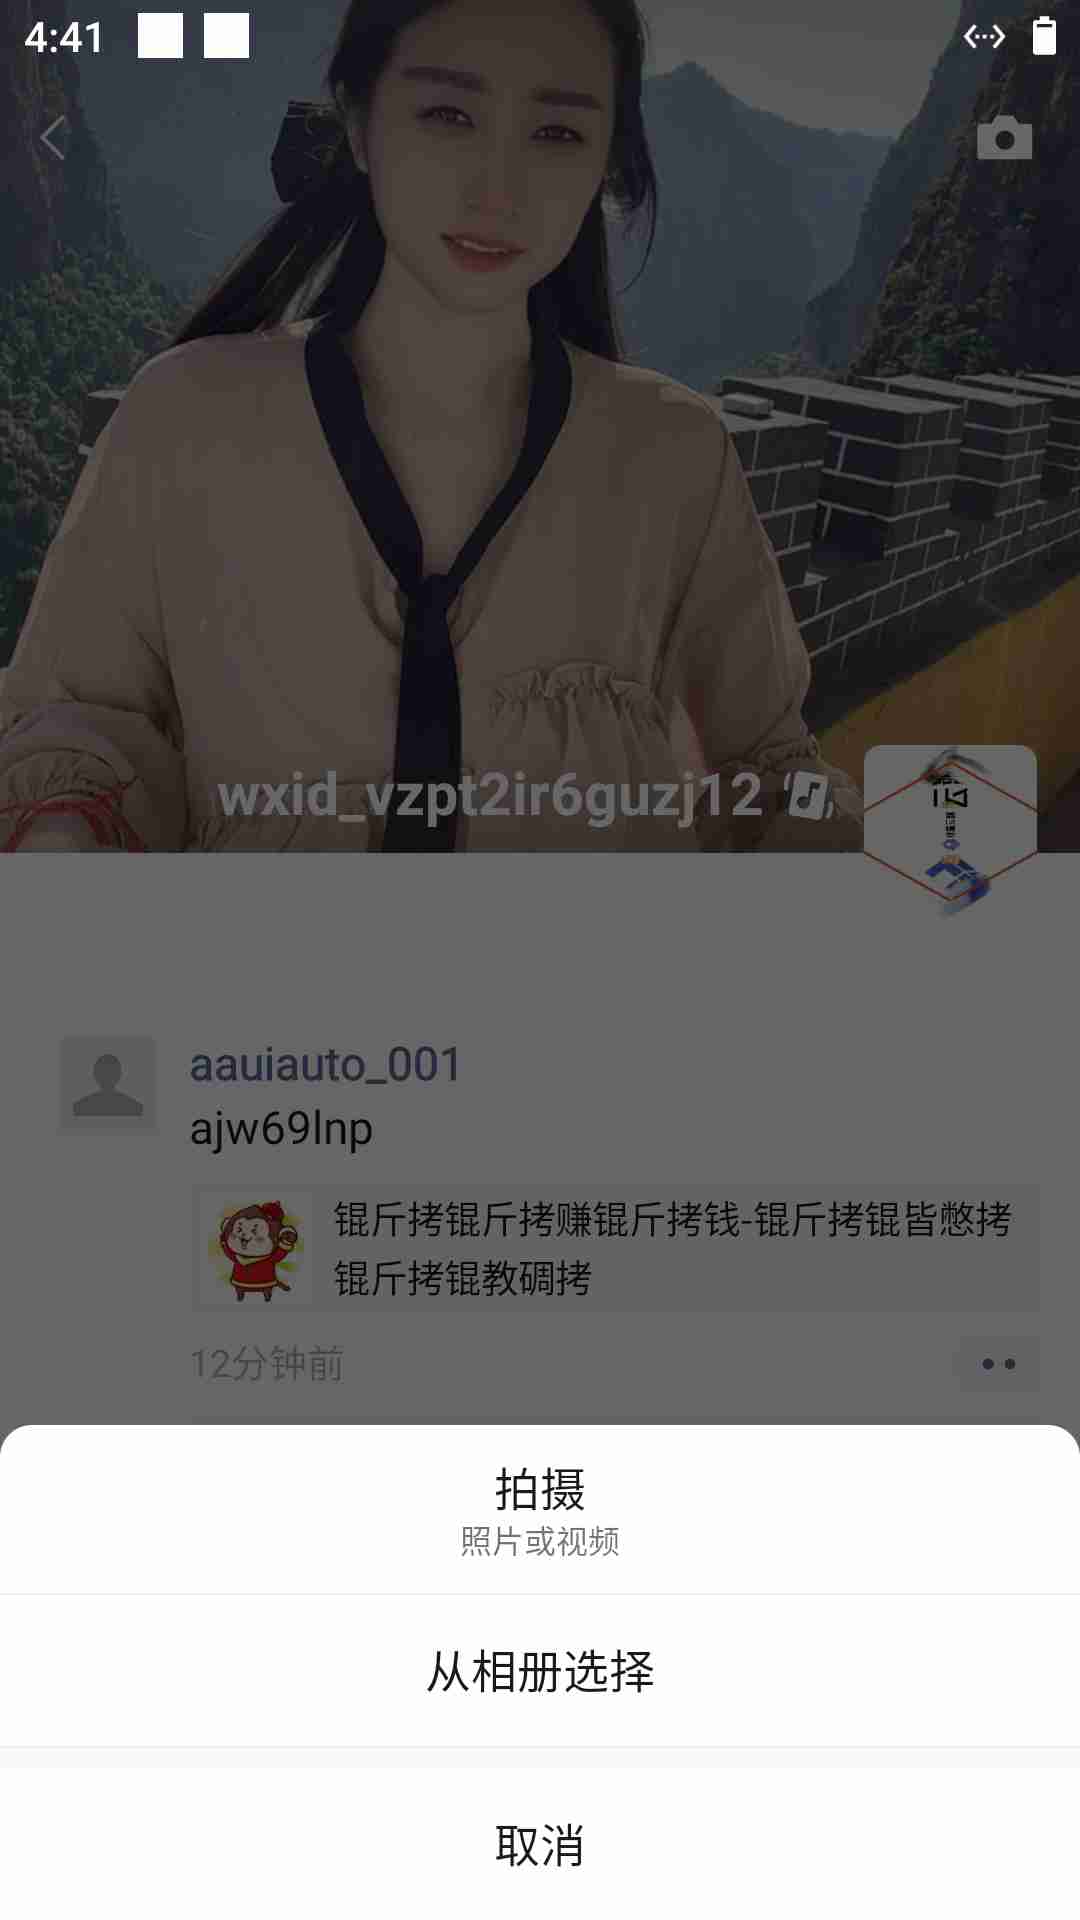 4:41
wxid_vzpt2ir6guzj12
aauiauto_001
ajw69lnp
锟斤拷锟斤拷赚锟斤拷钱-锟斤拷锟皆憋拷
锟斤拷锟教碉拷
12分钟前
拍摄
照片或视频
从相册选择
取消